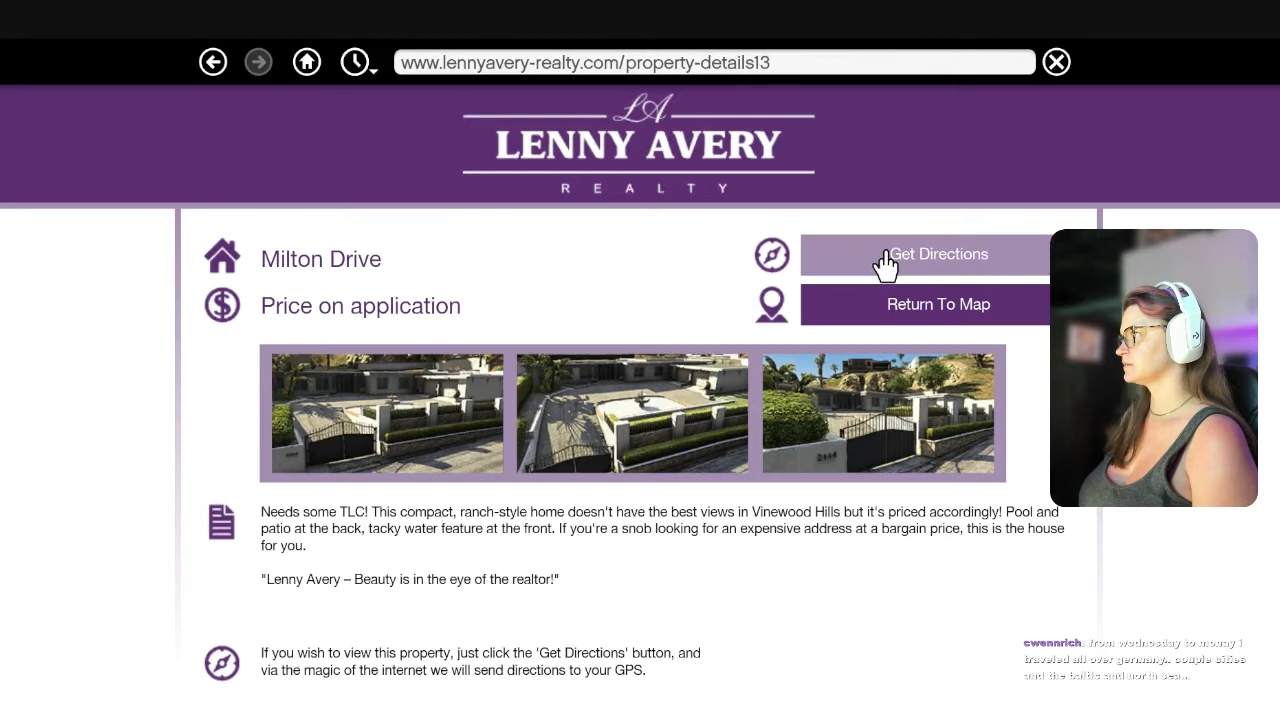 www.lennyavery-realty.com/property-details13
LA
LENNY AVERY
REALTY
Milton Drive
Get Directions
Price on application
Return To Map
2444
Needs some TLC! This compact, ranch-style home doesn't have the best views in Vinewood Hills but it's priced accordingly! Pool and
patio at the back, tacky water feature at the front. If you're a snob looking for an expensive address at a bargain price, this is the house
for you.
"Lenny Avery – Beauty is in the eye of the realtor!"
If you wish to view this property, just click the 'Get Directions' button, and
via the magic of the internet we will send directions to your GPS.
cwennrich: from wednesday to monay i
traveled all over germany.. couple cities
and the baltic and north sea...